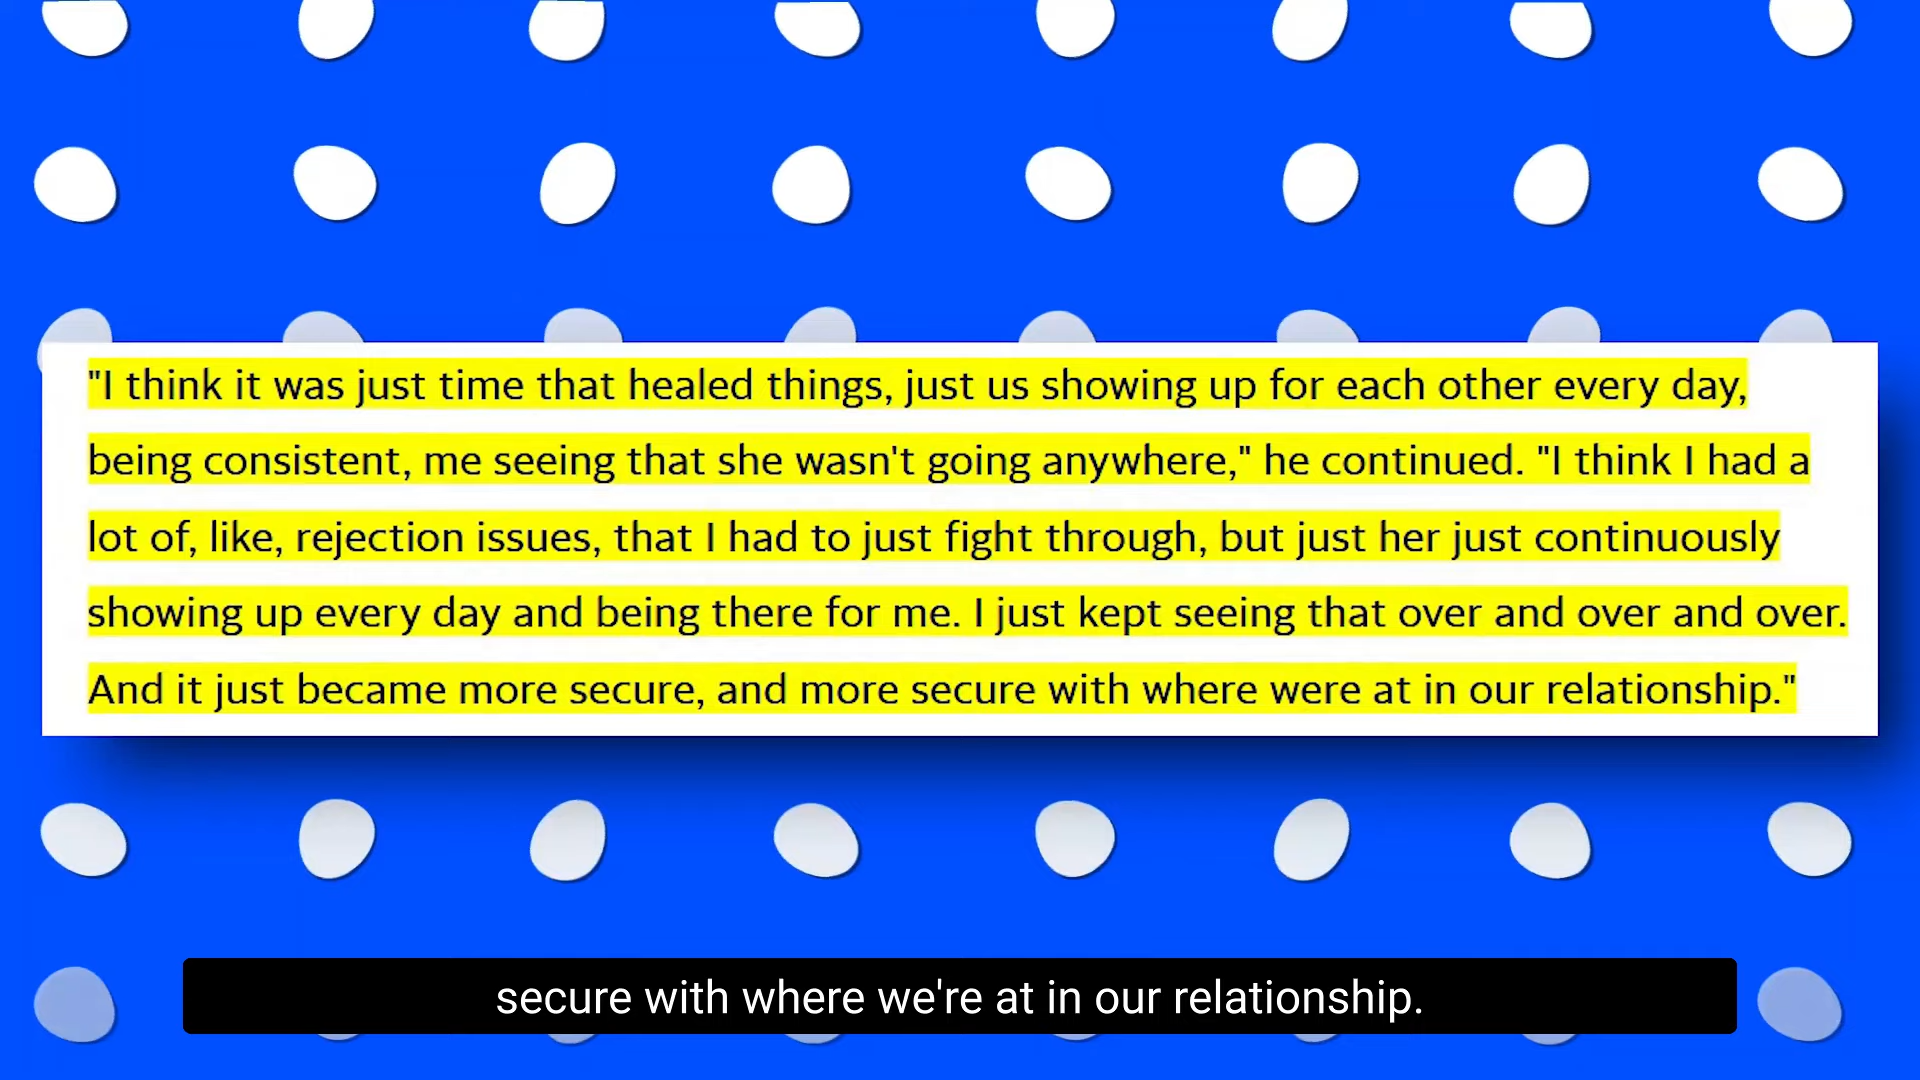 "I think it was just time that healed things, just us showing up for each other every day,
being consistent, me seeing that she wasn't going anywhere," he continued. "I think I had a
lot of, like, rejection issues, that I had to just fight through, but just her just continuously
showing up every day and being there for me. I just kept seeing that over and over and over.
And it just became more secure, and more secure with where were at in our relationship."
secure with where we're at in our relationship.